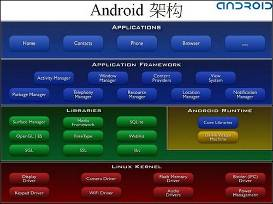 Android 架构
ANDROID
APPLICATIONS
Home
Contacts
Phone
Browser
...
APPLICATION FRAMEWORK
Activity Manager
Window Manager
Content Providers
View System
Package Manager
Telephony Manager
Resource Manager
Location Manager
Notification Manager
LIBRARIES
Surface Manager
Media Framework
SQLite
OpenGL | ES
FreeType
WebKit
SGL
SSL
libc
ANDROID RUNTIME
Core Libraries
Dalvik Virtual Machine
LINUX KERNEL
Display Driver
Camera Driver
Flash Memory Driver
Binder (IPC) Driver
Keypad Driver
WiFi Driver
Audio Drivers
Power Management